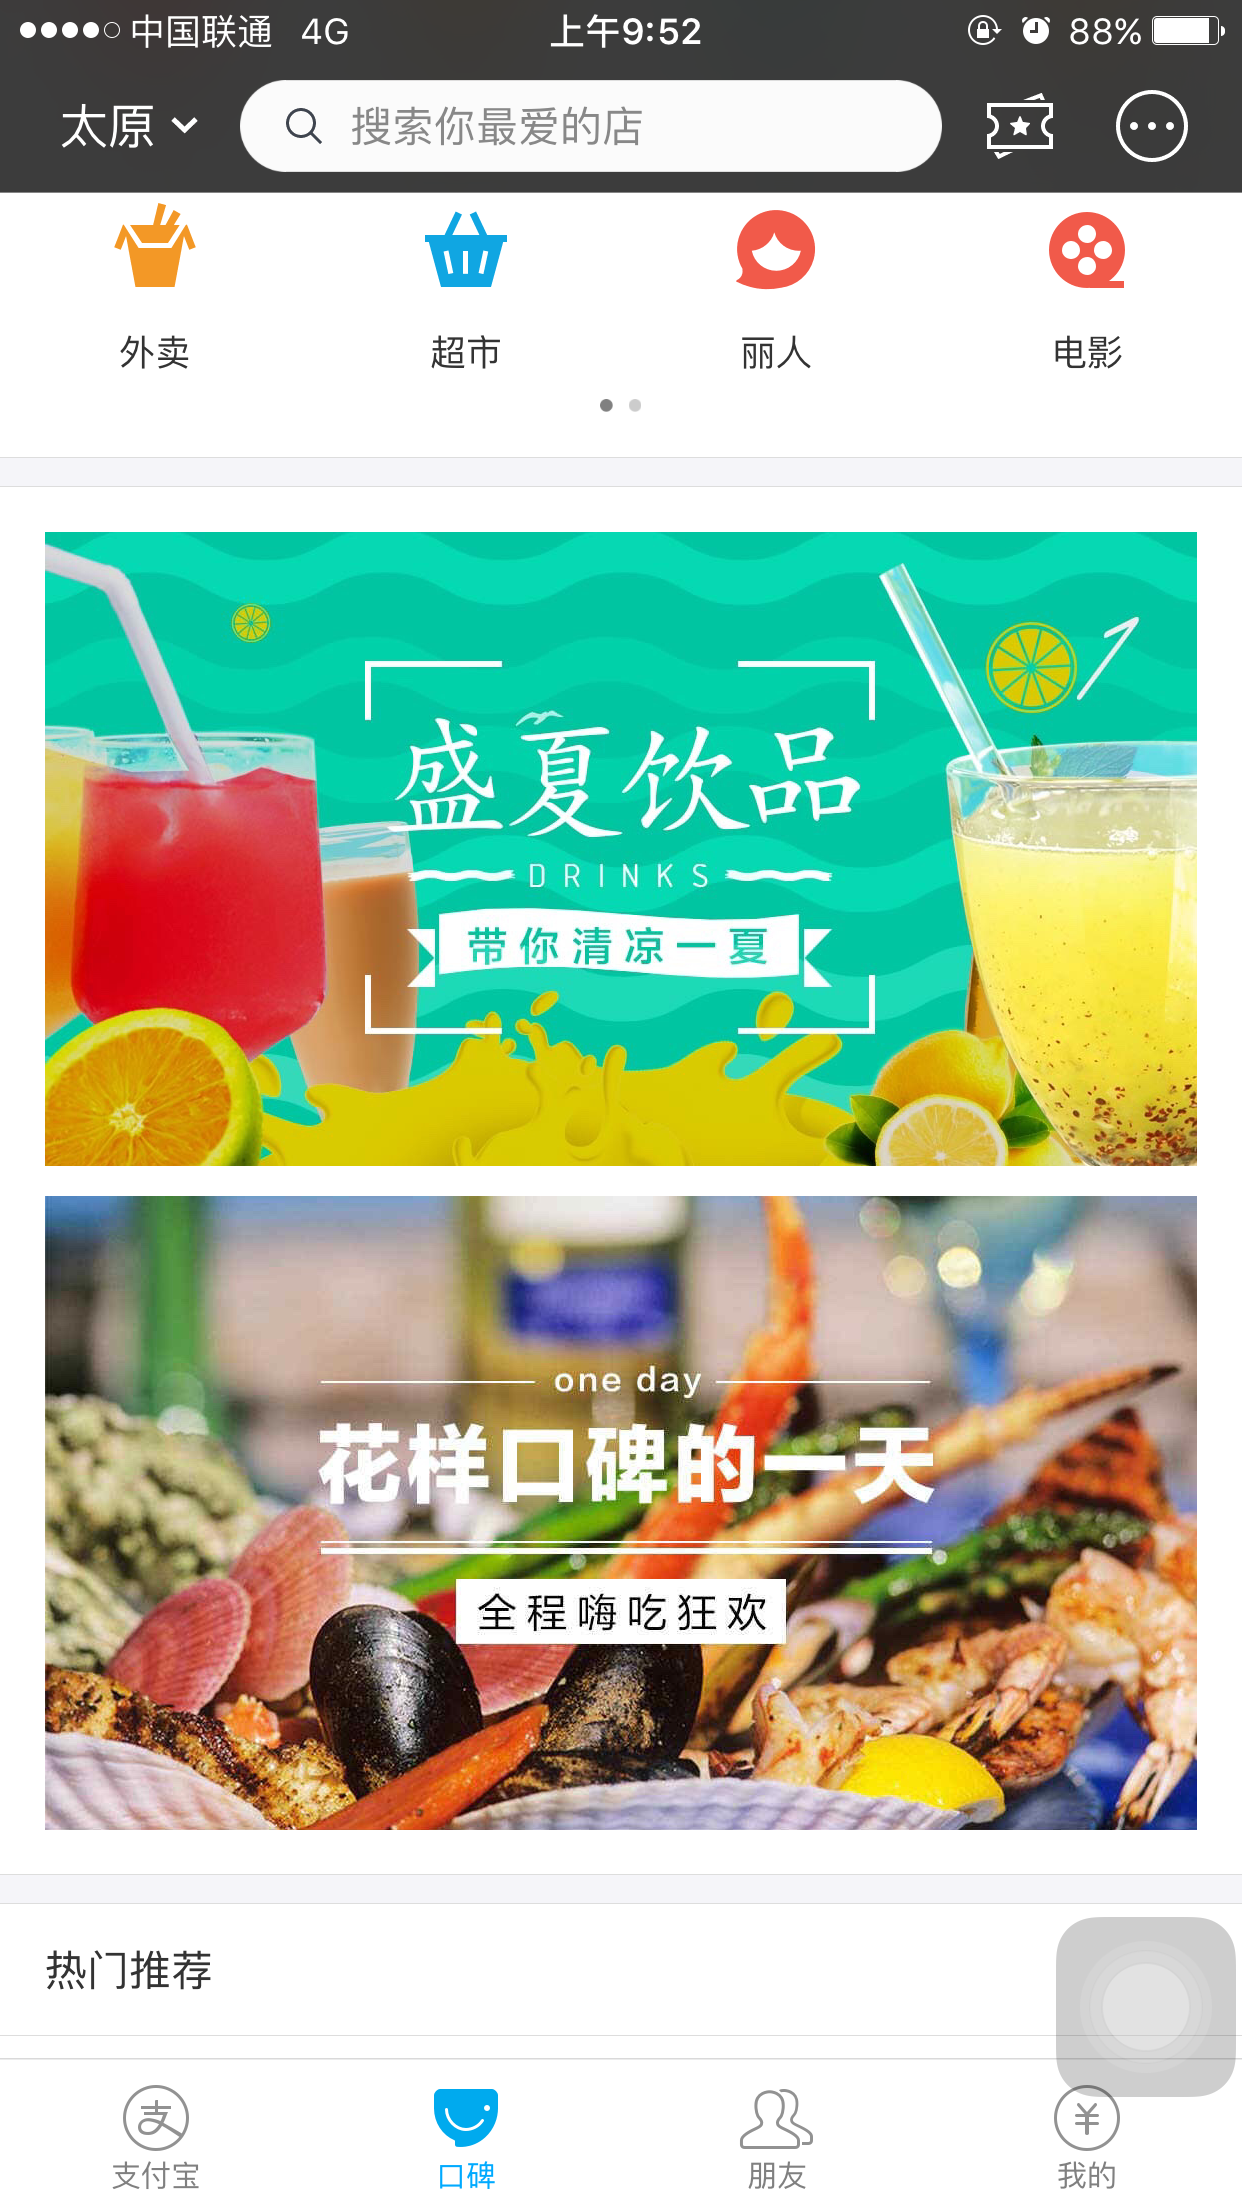 中国联通 4G 上午9:52 88%
太原 搜索你最爱的店
外卖 超市 丽人 电影
盛夏饮品
DRINKS
带你清凉一夏
one day
花样口碑的一天
全程嗨吃狂欢
热门推荐
支付宝 口碑 朋友 我的